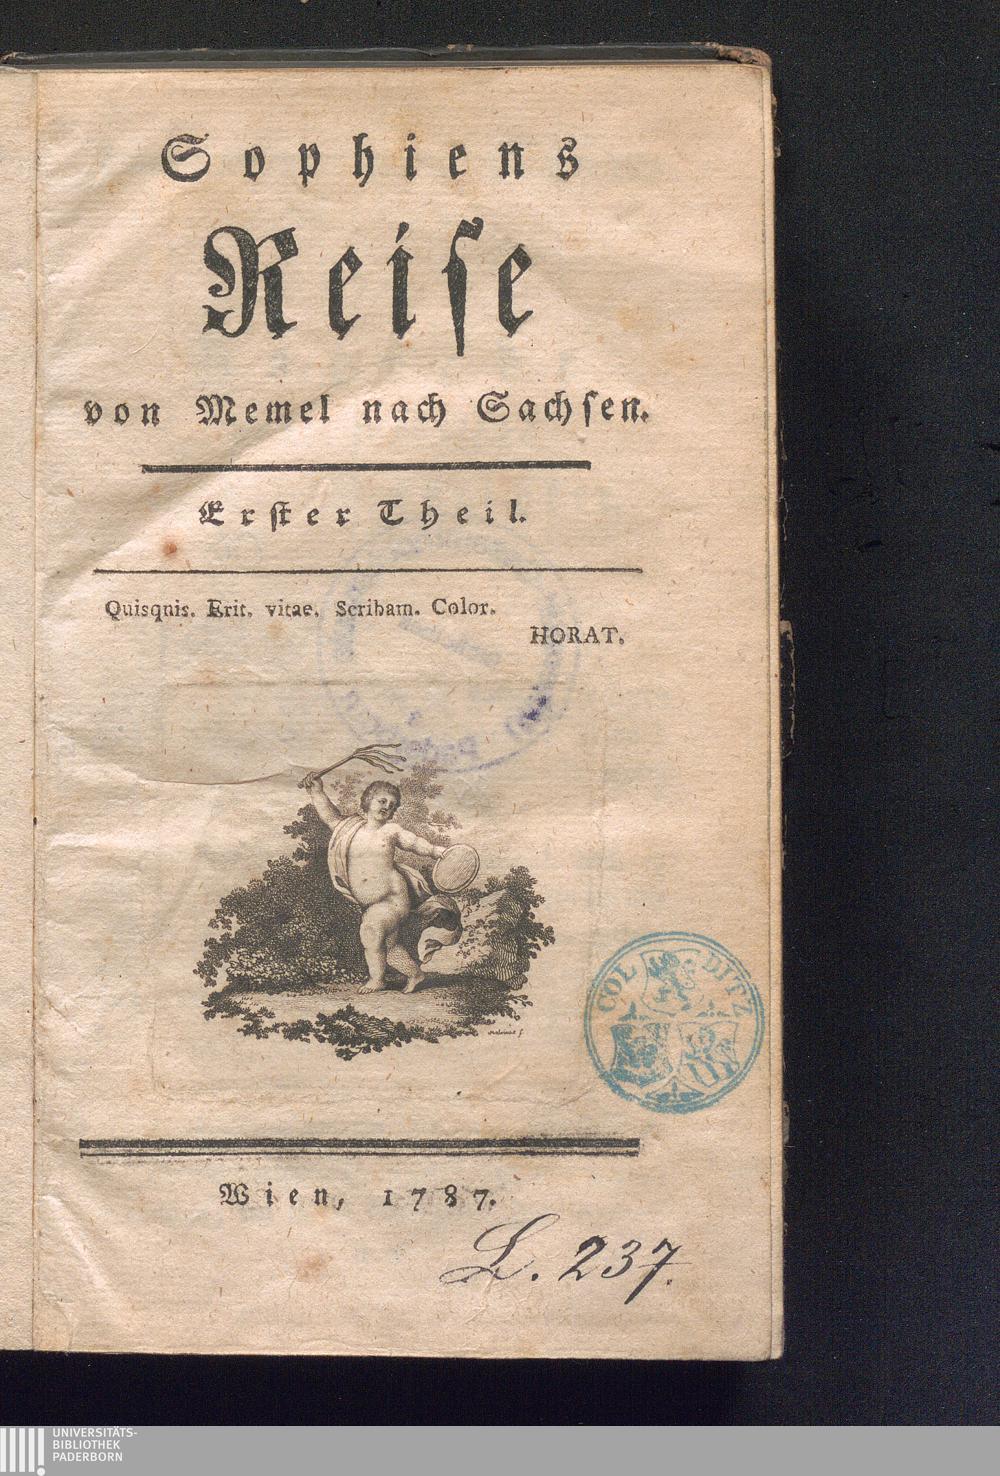 Sophiens
Reise
von Memel nach Sachsen.
Erster Theil.
Quisquis. Erit. vitae. Scribam. Color.
HORAT.
COLDITZ
Wien, 1787.
L. 237.
UNIVERSITÄTS-
BIBLIOTHEK
PADERBORN